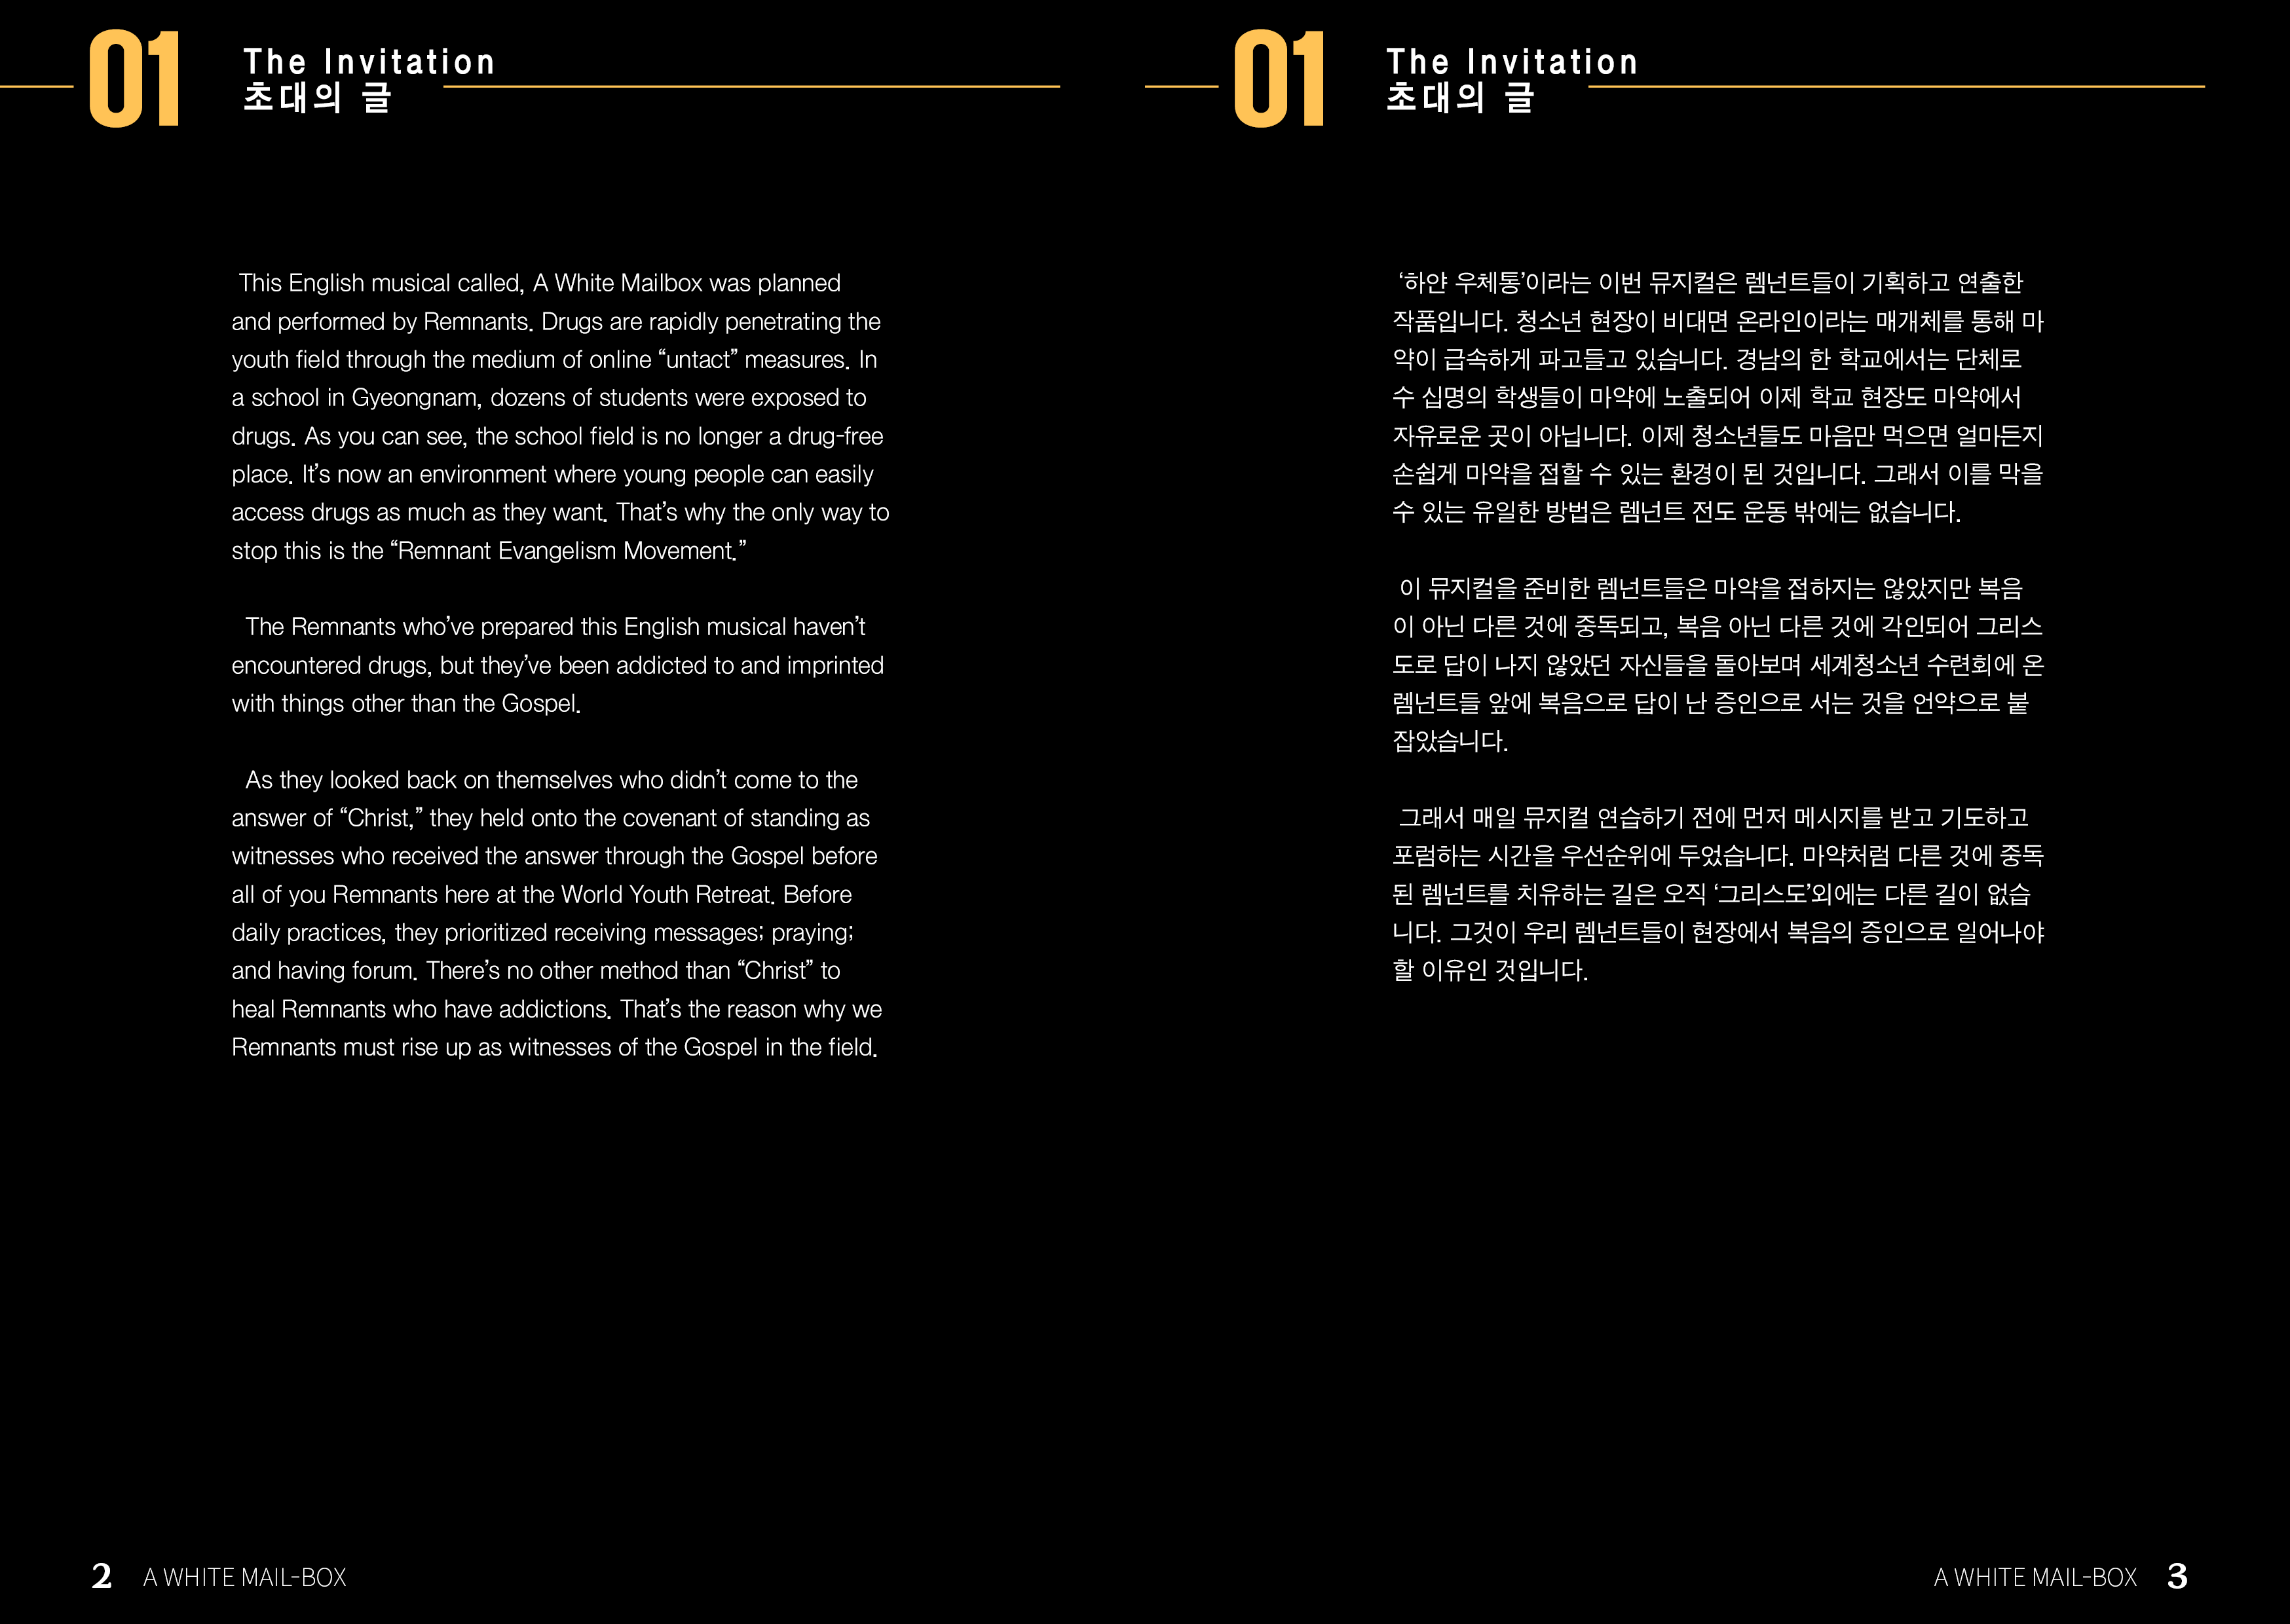 01
The Invitation
초대의 글
This English musical called, A White Mailbox was planned
and performed by Remnants. Drugs are rapidly penetrating the
youth field through the medium of online “untact” measures. In
a school in Gyeongnam, dozens of students were exposed to
drugs. As you can see, the school field is no longer a drug-free
place. It’s now an environment where young people can easily
access drugs as much as they want. That’s why the only way to
stop this is the “Remnant Evangelism Movement.”
The Remnants who’ve prepared this English musical haven’t
encountered drugs, but they’ve been addicted to and imprinted
with things other than the Gospel.
As they looked back on themselves who didn’t come to the
answer of “Christ,” they held onto the covenant of standing as
witnesses who received the answer through the Gospel before
all of you Remnants here at the World Youth Retreat. Before
daily practices, they prioritized receiving messages; praying;
and having forum. There’s no other method than “Christ” to
heal Remnants who have addictions. That’s the reason why we
Remnants must rise up as witnesses of the Gospel in the field.
2 A WHITE MAIL-BOX
01
The Invitation
초대의 글
‘하얀 우체통’이라는 이번 뮤지컬은 렘넌트들이 기획하고 연출한
작품입니다. 청소년 현장이 비대면 온라인이라는 매개체를 통해 마
약이 급속하게 파고들고 있습니다. 경남의 한 학교에서는 단체로
수 십명의 학생들이 마약에 노출되어 이제 학교 현장도 마약에서
자유로운 곳이 아닙니다. 이제 청소년들도 마음만 먹으면 얼마든지
손쉽게 마약을 접할 수 있는 환경이 된 것입니다. 그래서 이를 막을
수 있는 유일한 방법은 렘넌트 전도 운동 밖에는 없습니다.
이 뮤지컬을 준비한 렘넌트들은 마약을 접하지는 않았지만 복음
이 아닌 다른 것에 중독되고, 복음 아닌 다른 것에 각인되어 그리스
도로 답이 나지 않았던 자신들을 돌아보며 세계청소년 수련회에 온
렘넌트들 앞에 복음으로 답이 난 증인으로 서는 것을 언약으로 붙
잡았습니다.
그래서 매일 뮤지컬 연습하기 전에 먼저 메시지를 받고 기도하고
포럼하는 시간을 우선순위에 두었습니다. 마약처럼 다른 것에 중독
된 렘넌트를 치유하는 길은 오직 ‘그리스도’외에는 다른 길이 없습
니다. 그것이 우리 렘넌트들이 현장에서 복음의 증인으로 일어나야
할 이유인 것입니다.
A WHITE MAIL-BOX 3